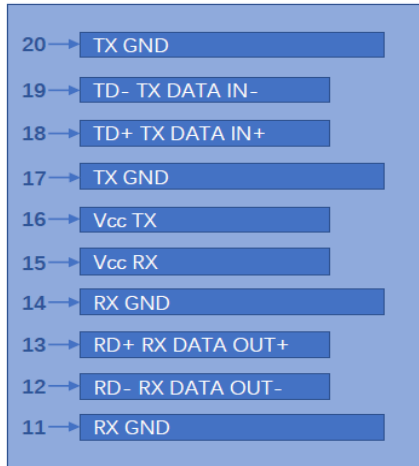 20 TX GND
19 TD- TX DATA IN-
18 TD+ TX DATA IN+
17 TX GND
16 Vcc TX
15 Vcc RX
14 RX GND
13 RD+ RX DATA OUT+
12 RD- RX DATA OUT-
11 RX GND